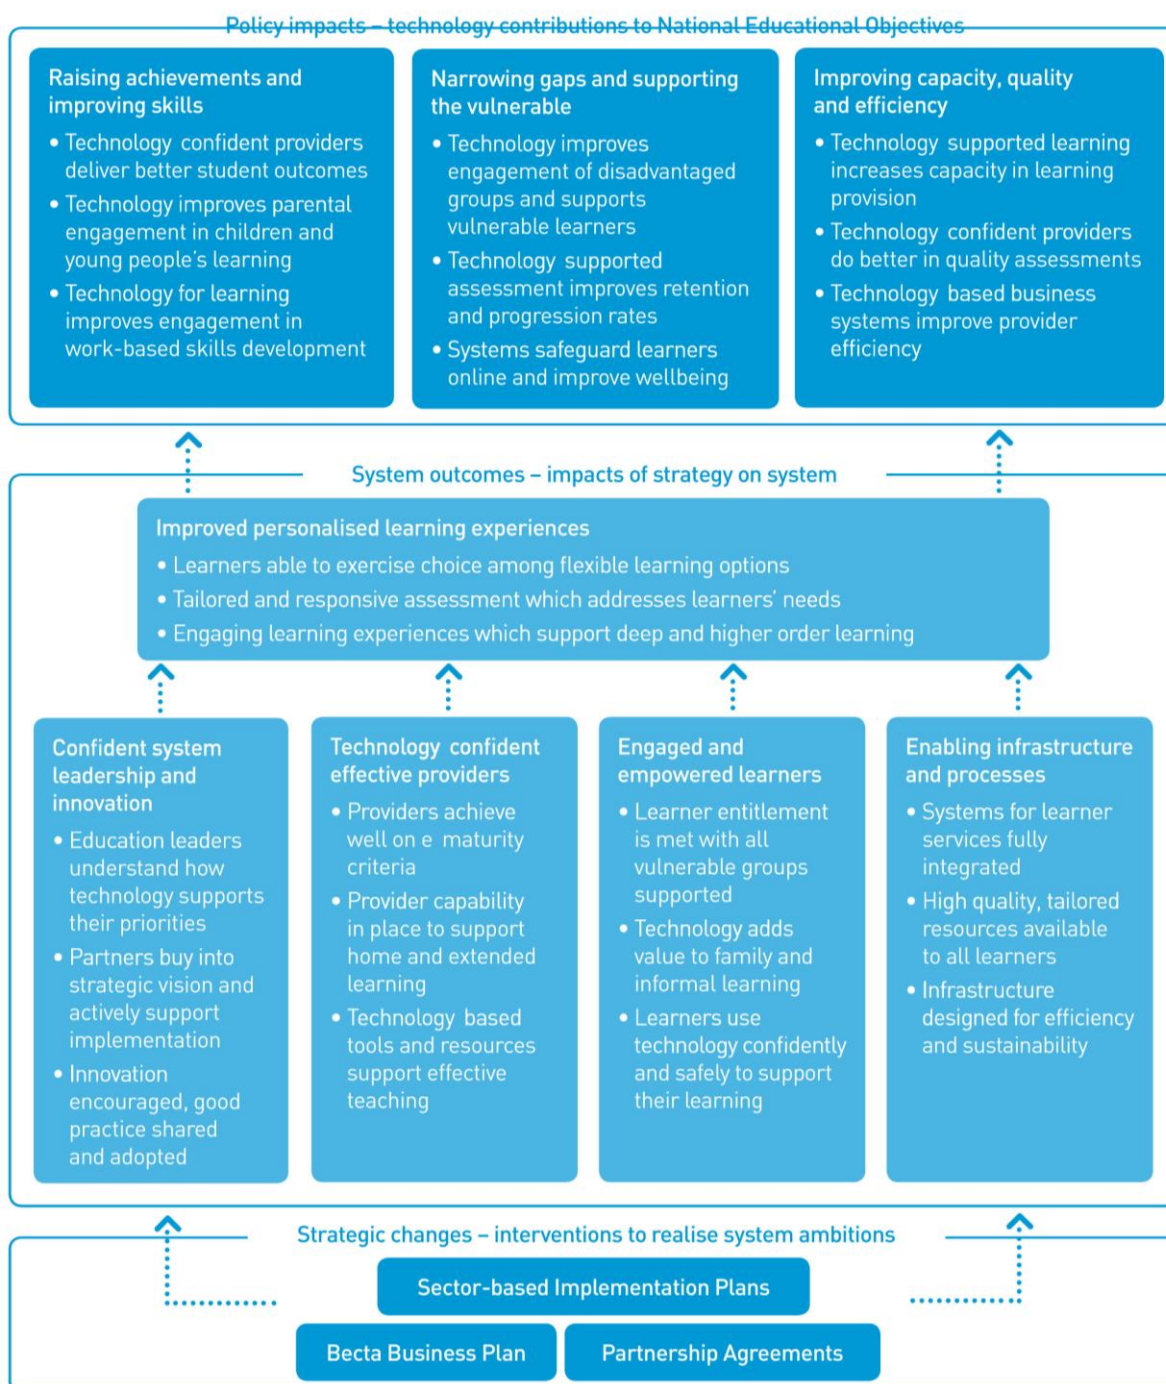 Policy impacts – technology contributions to National Educational Objectives
Raising achievements and
improving skills
• Technology confident providers
deliver better student outcomes
• Technology improves parental
engagement in children and
young people’s learning
• Technology for learning
improves engagement in
work-based skills development
Narrowing gaps and supporting
the vulnerable
• Technology improves
engagement of disadvantaged
groups and supports
vulnerable learners
• Technology supported
assessment improves retention
and progression rates
• Systems safeguard learners
online and improve wellbeing
Improving capacity, quality
and efficiency
• Technology supported learning
increases capacity in learning
provision
• Technology confident providers
do better in quality assessments
• Technology based business
systems improve provider
efficiency
System outcomes – impacts of strategy on system
Improved personalised learning experiences
• Learners able to exercise choice among flexible learning options
• Tailored and responsive assessment which addresses learners’ needs
• Engaging learning experiences which support deep and higher order learning
Confident system
leadership and
innovation
• Education leaders
understand how
technology supports
their priorities
• Partners buy into
strategic vision and
actively support
implementation
• Innovation
encouraged, good
practice shared
and adopted
Technology confident
effective providers
• Providers achieve
well on e maturity
criteria
• Provider capability
in place to support
home and extended
learning
• Technology based
tools and resources
support effective
teaching
Engaged and
empowered learners
• Learner entitlement
is met with all
vulnerable groups
supported
• Technology adds
value to family and
informal learning
• Learners use
technology confidently
and safely to support
their learning
Enabling infrastructure
and processes
• Systems for learner
services fully
integrated
• High quality, tailored
resources available
to all learners
• Infrastructure
designed for efficiency
and sustainability
Strategic changes – interventions to realise system ambitions
Sector-based Implementation Plans
Becta Business Plan
Partnership Agreements